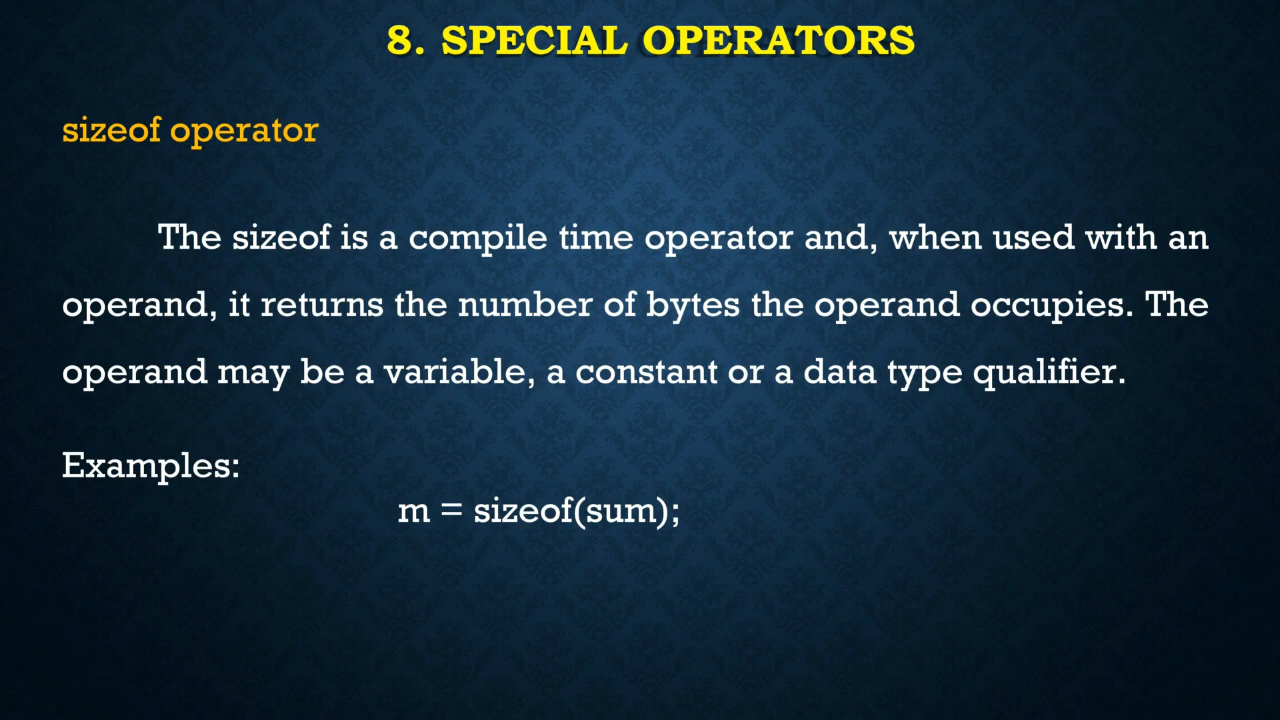 8. SPECIAL OPERATORS
sizeof operator
The sizeof is a compile time operator and, when used with an
operand, it returns the number of bytes the operand occupies. The
operand may be a variable, a constant or a data type qualifier.
Examples:
m = sizeof(sum);